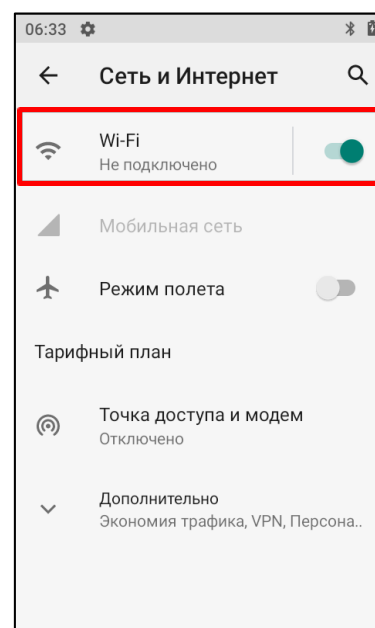 06:33
Сеть и Интернет
Wi-Fi
Не подключено
Мобильная сеть
Режим полета
Тарифный план
Точка доступа и модем
Отключено
Дополнительно
Экономия трафика, VPN, Персона..